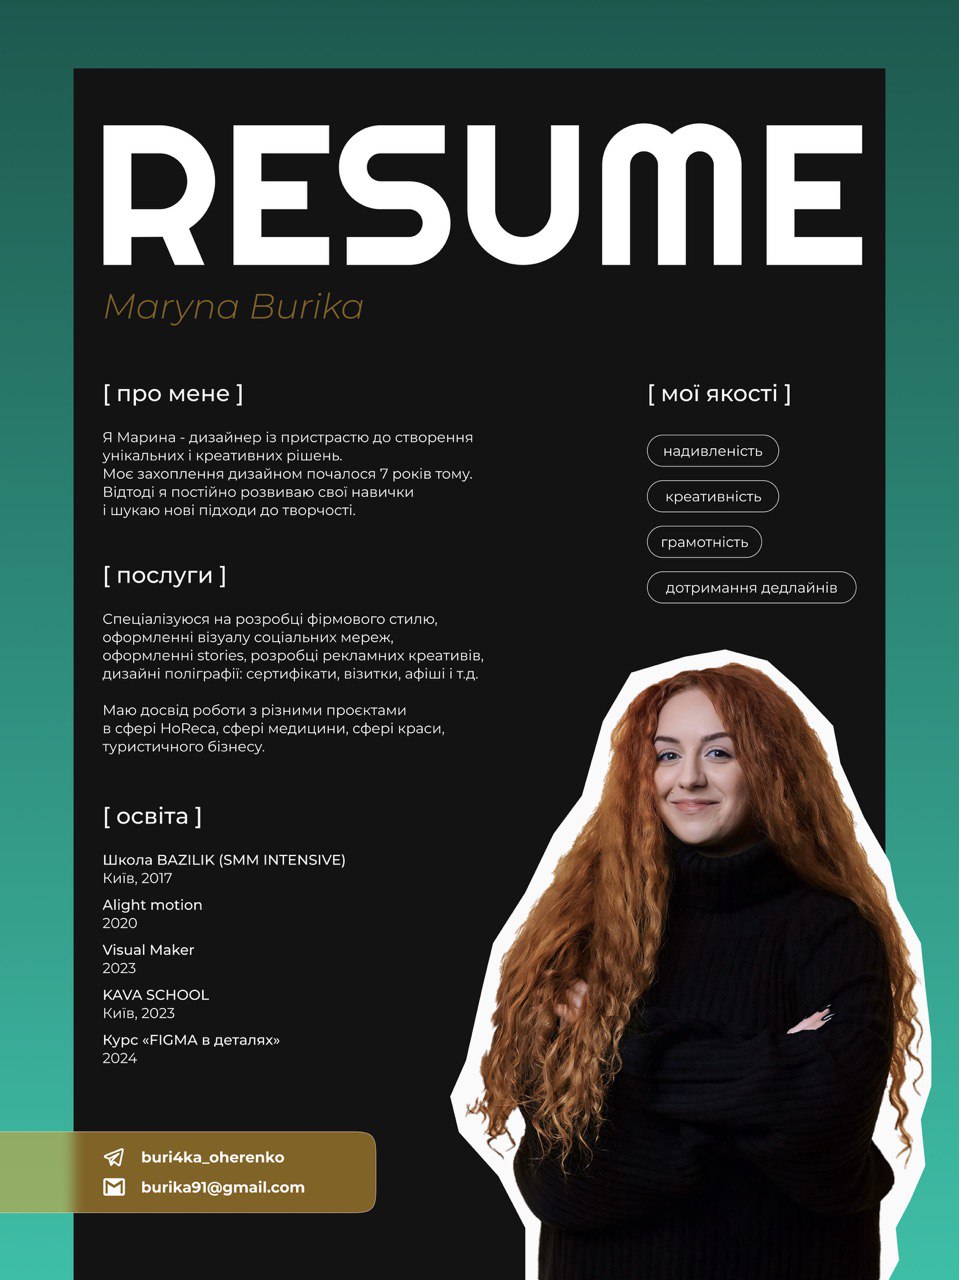 RESUME
Maryna Burika
[ про мене ]
Я Марина - дизайнер із пристрастю до створення
унікальних і креативних рішень.
Моє захоплення дизайном почалося 7 років тому.
Відтоді я постійно розвиваю свої навички
і шукаю нові підходи до творчості.
[ послуги ]
Спеціалізуюся на розробці фірмового стилю,
оформленні візуалу соціальних мереж,
оформленні stories, розробці рекламних креативів,
дизайні поліграфії: сертифікати, візитки, афіші і т.д.
Маю досвід роботи з різними проєктами
в сфері HoReca, сфері медицини, сфері краси,
туристичного бізнесу.
[ освіта ]
Школа BAZILIK (SMM INTENSIVE)
Київ, 2017
Alight motion
2020
Visual Maker
2023
KAVA SCHOOL
Київ, 2023
Курс «FIGMA в деталях»
2024
buri4ka_oherenko
burika91@gmail.com
[ мої якості ]
надивленість
креативність
грамотність
дотримання дедлайнів